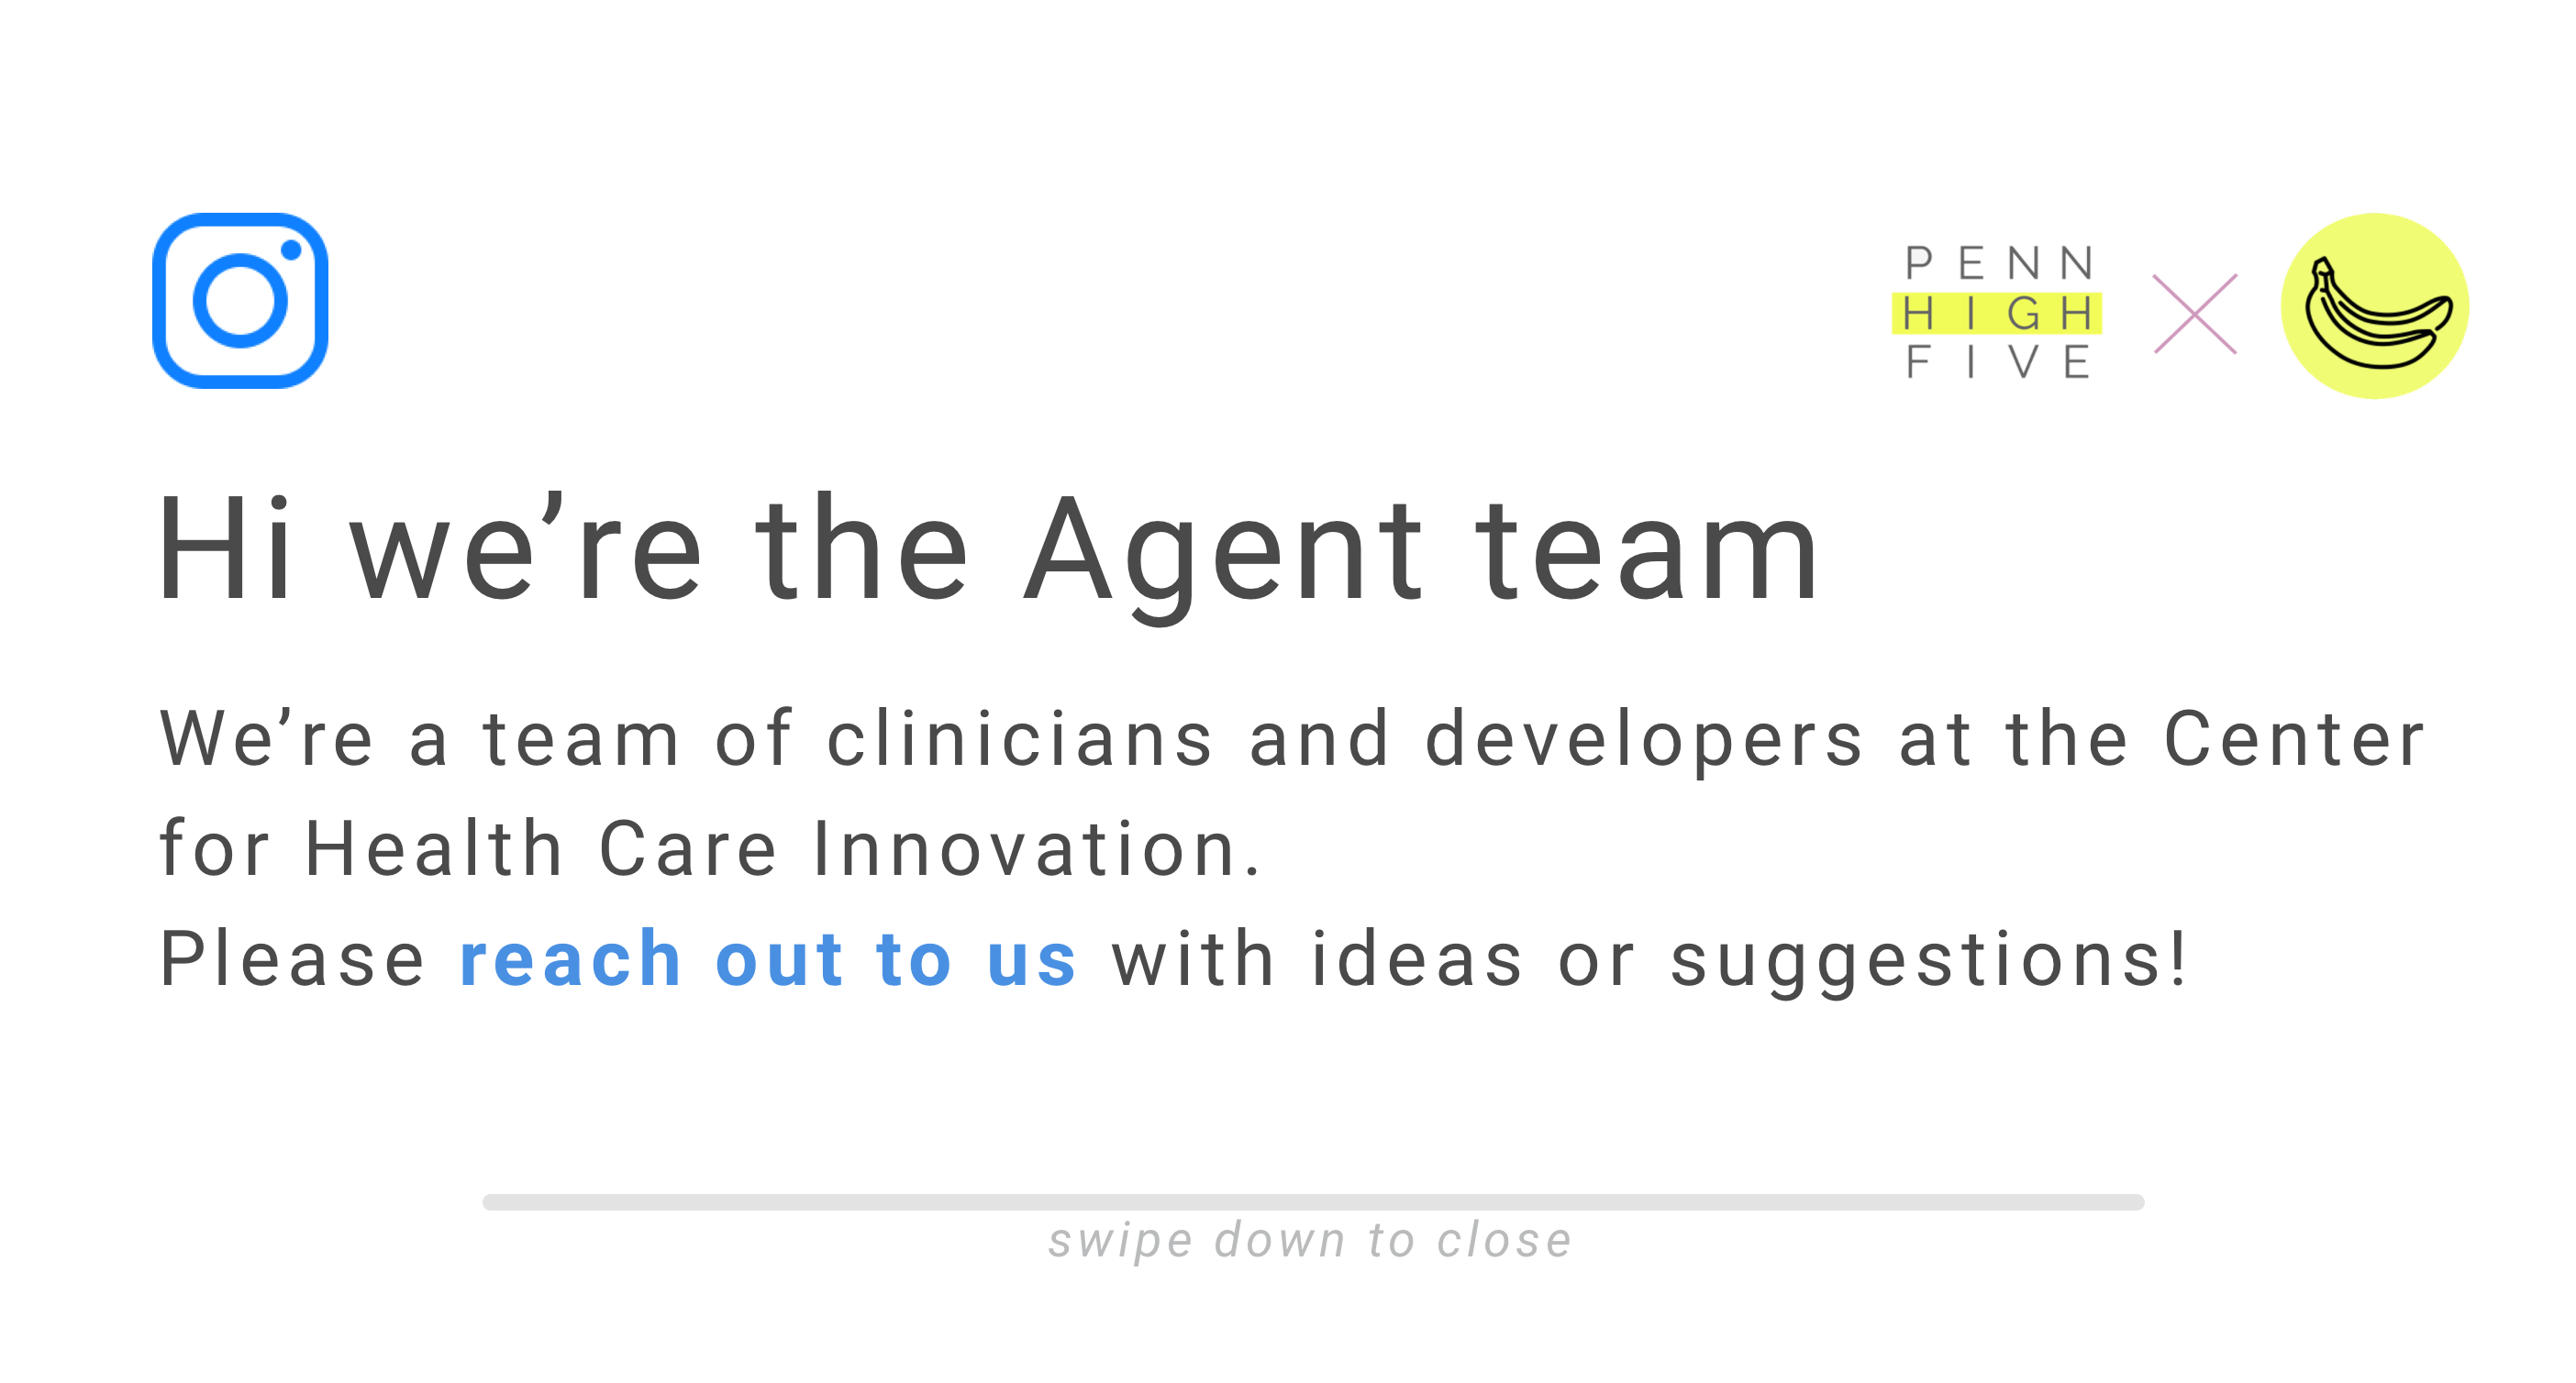 PENN
HIGH
FIVE
Hi we’re the Agent team
We’re a team of clinicians and developers at the Center
for Health Care Innovation.
Please reach out to us with ideas or suggestions!
swipe down to close